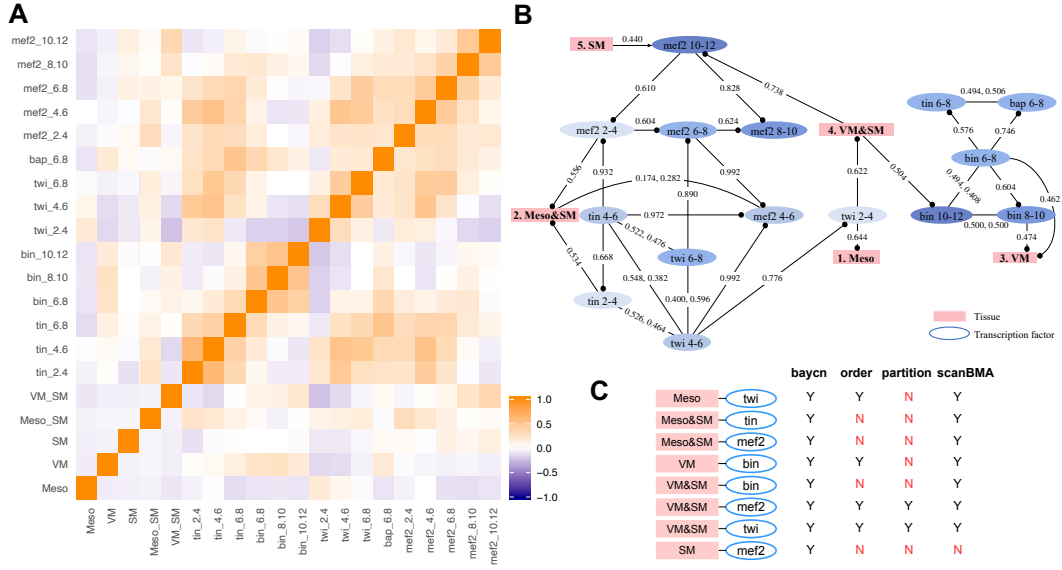 A
mef2_10.12
mef2_8.10
mef2_6.8
mef2_4.6
mef2_2.4
bap_6.8
twi_6.8
twi_4.6
twi_2.4
bin_10.12
bin_8.10
bin_6.8
tin_6.8
tin_4.6
tin_2.4
VM_SM
Meso_SM
SM
VM
Meso
Meso
VM
SM
Meso_SM
VM_SM
tin_2.4
tin_4.6
tin_6.8
bin_6.8
bin_8.10
bin_10.12
twi_2.4
twi_4.6
twi_6.8
bap_6.8
mef2_2.4
mef2_4.6
mef2_6.8
mef2_8.10
mef2_10.12
1.0
0.5
0.0
−0.5
−1.0
B
5. SM
0.440
mef2 10-12
0.610
0.828
0.738
mef2 2-4
0.604
mef2 6-8
0.624
mef2 8-10
4. VM&SM
tin 6-8
0.494, 0.506
bap 6-8
0.576
0.746
bin 6-8
0.556
0.932
0.174, 0.282
0.890
0.992
0.622
0.504
0.494, 0.408
0.604
0.462
2. Meso&SM
tin 4-6
0.972
mef2 4-6
twi 2-4
bin 10-12
0.500, 0.500
bin 8-10
0.522, 0.476
0.644
0.474
0.534
0.668
twi 6-8
1. Meso
3. VM
0.548, 0.382
0.400, 0.596
0.992
0.776
tin 2-4
0.526, 0.464
twi 4-6
Tissue
Transcription factor
C
baycn order partition scanBMA
Meso twi Y Y N Y
Meso&SM tin Y N N Y
Meso&SM mef2 Y N N Y
VM bin Y Y N Y
VM&SM bin Y N N Y
VM&SM mef2 Y Y Y Y
VM&SM twi Y Y Y Y
SM mef2 Y N N N